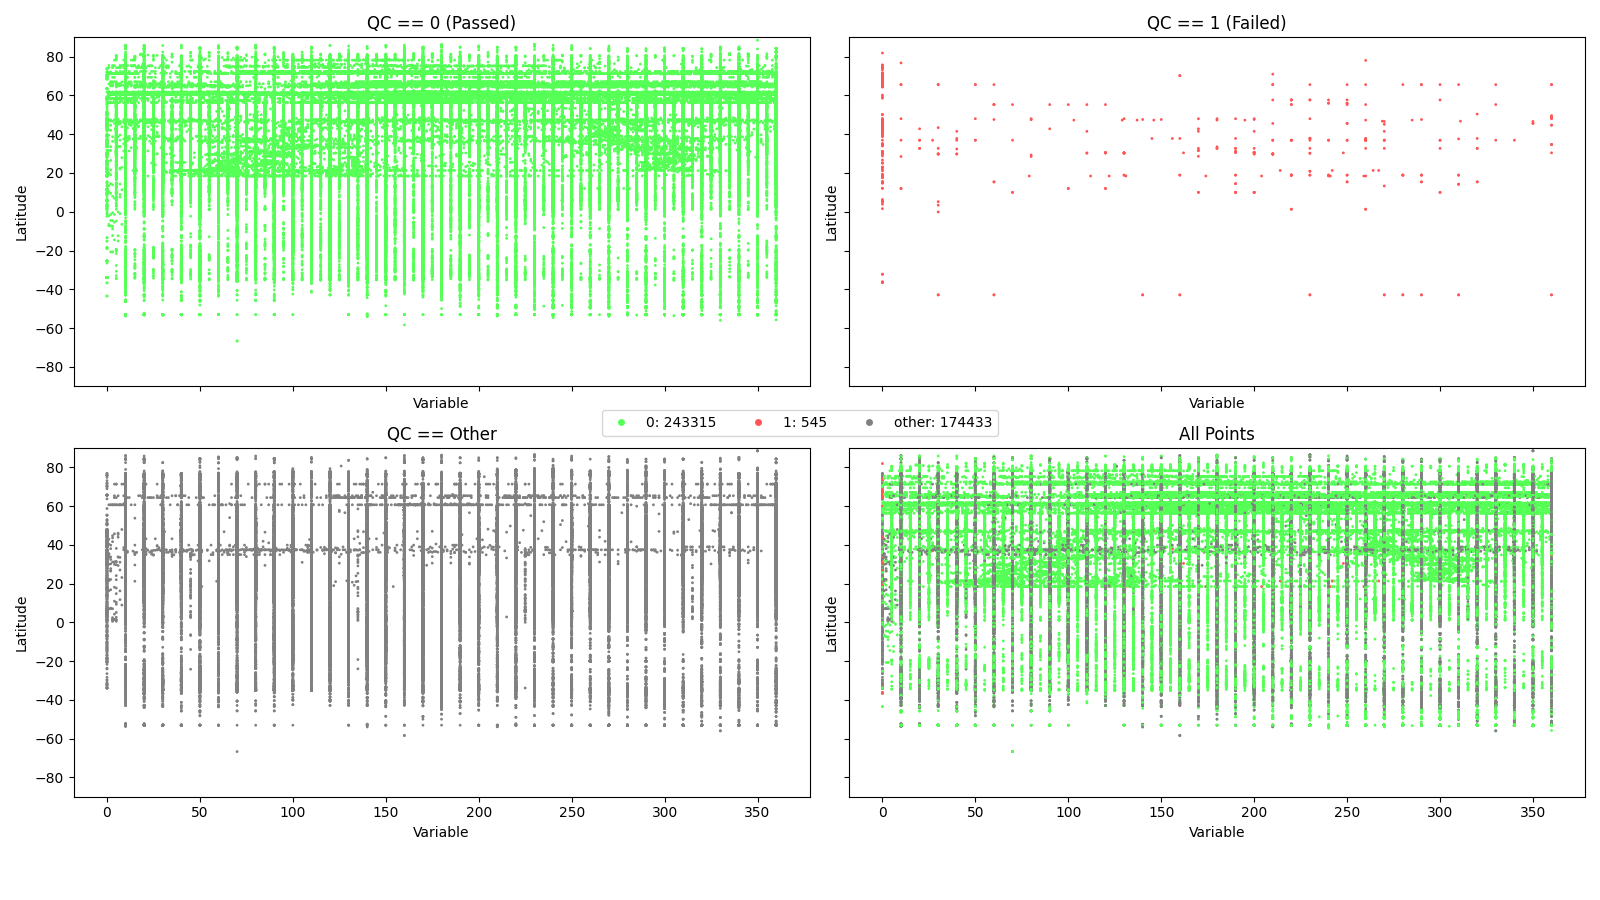 QC == 0 (Passed)
QC == 1 (Failed)
80
60
40
20
0
−20
−40
−60
−80
Latitude
Latitude
Variable
Variable
0: 243315
1: 545
other: 174433
QC == Other
All Points
80
60
40
20
0
−20
−40
−60
−80
Latitude
Latitude
0 50 100 150 200 250 300 350
0 50 100 150 200 250 300 350
Variable
Variable